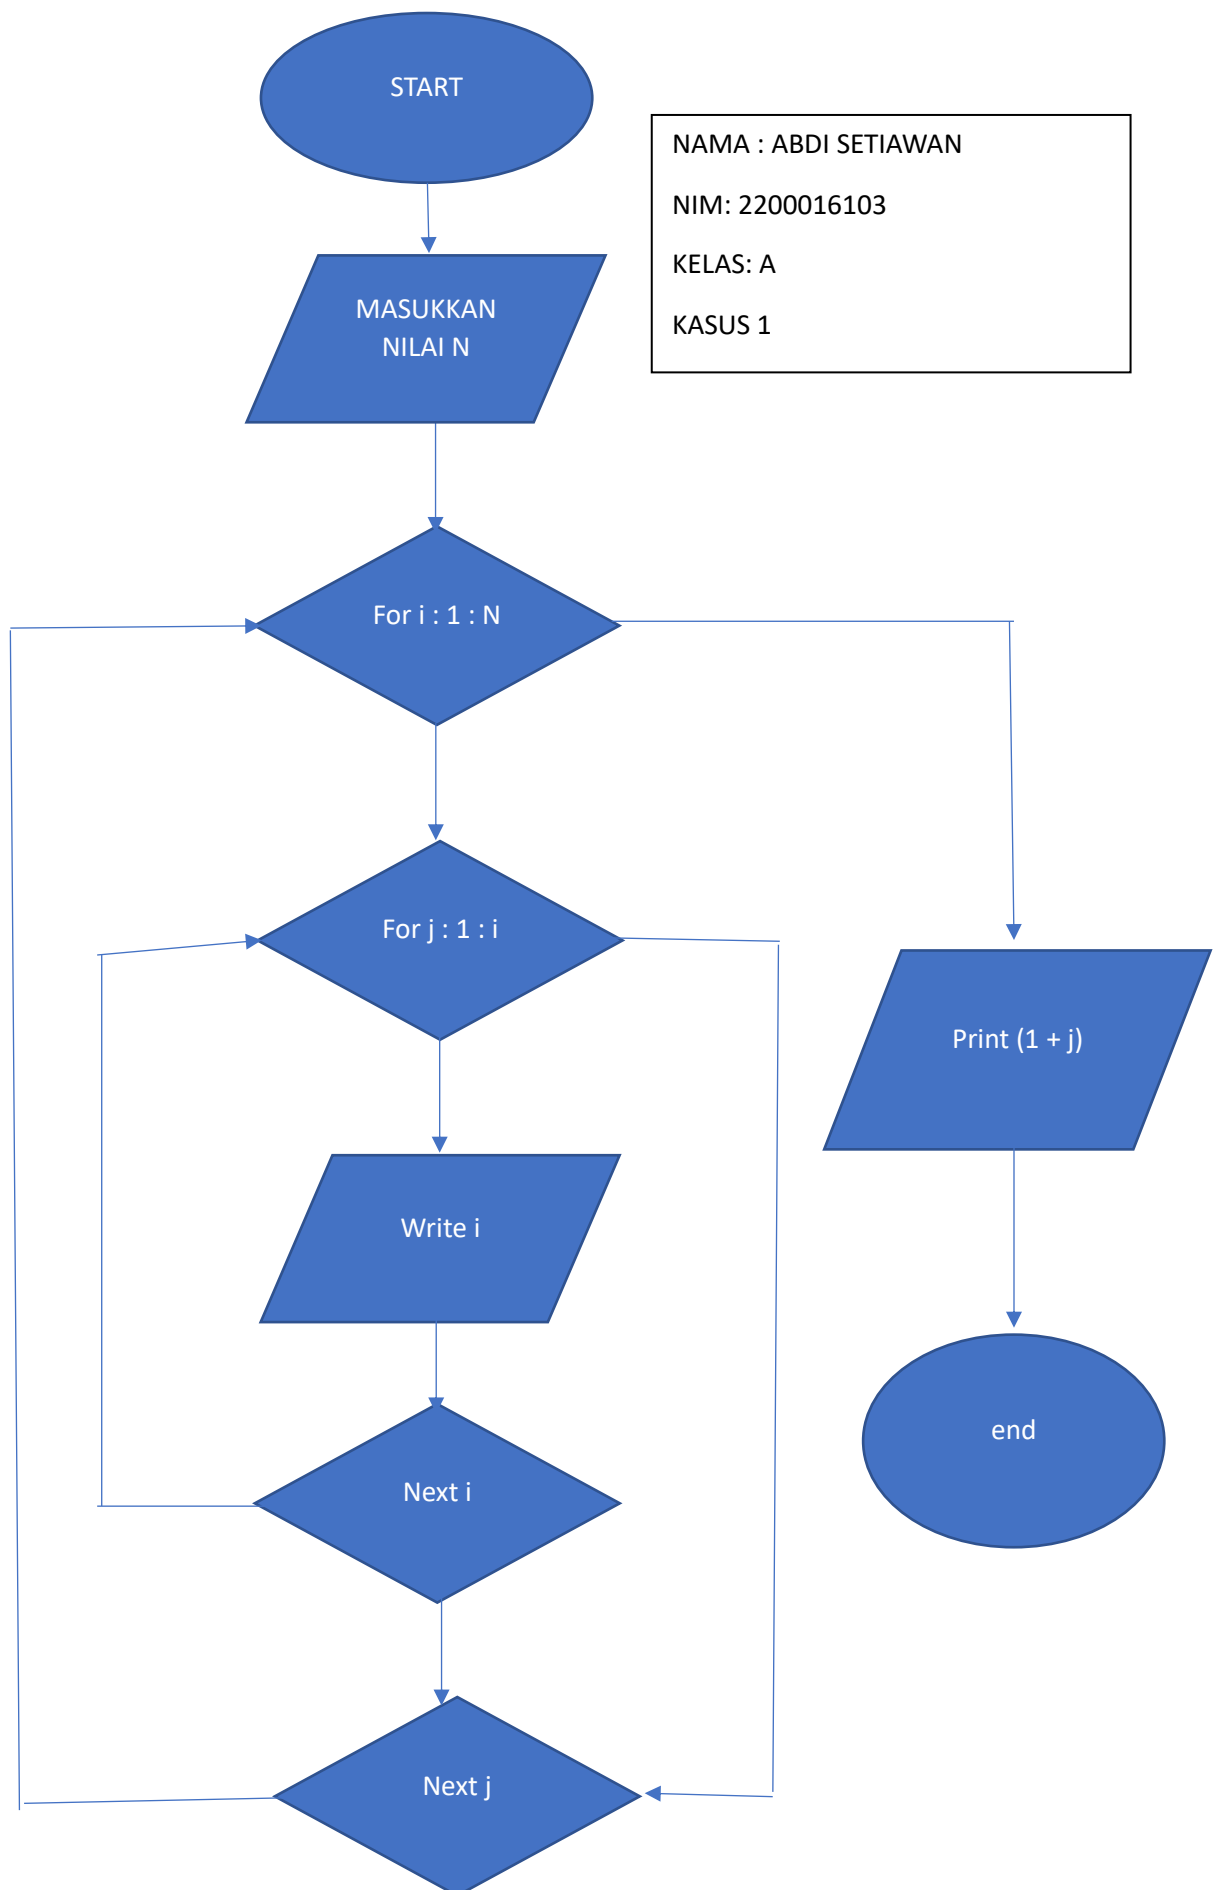 START
NAMA : ABDI SETIAWAN
NIM: 2200016103
KELAS: A
KASUS 1
MASUKKAN
NILAI N
For i : 1 : N
For j : 1 : i
Print (1 + j)
Write i
end
Next i
Next j